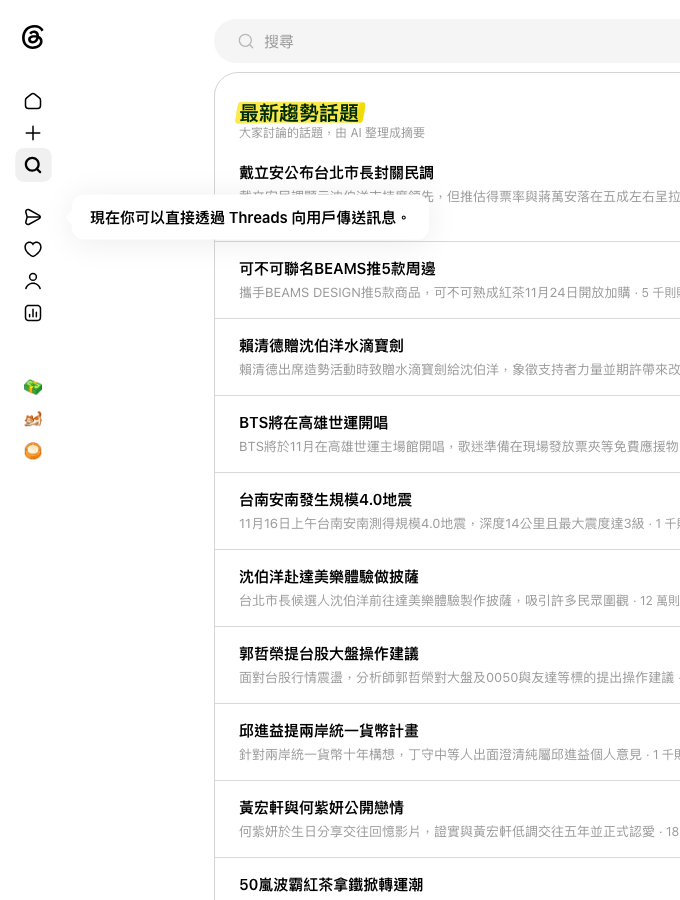 搜尋
最新趨勢話題
大家討論的話題，由 AI 整理成摘要
戴立安公布台北市長封關民調
先，但推估得票率與蔣萬安落在五成左右呈拉
現在你可以直接透過 Threads 向用戶傳送訊息。
可不可聯名BEAMS推5款周邊
攜手BEAMS DESIGN推5款商品，可不可熟成紅茶11月24日開放加購 · 5 千則
賴清德贈沈伯洋水滴寶劍
賴清德出席造勢活動時致贈水滴寶劍給沈伯洋，象徵支持者力量並期許帶來改
BTS將在高雄世運開唱
BTS將於11月在高雄世運主場館開唱，歌迷準備在現場發放票夾等免費應援物
台南安南發生規模4.0地震
11月16日上午台南安南測得規模4.0地震，深度14公里且最大震度達3級 · 1 千
沈伯洋赴達美樂體驗做披薩
台北市長候選人沈伯洋前往達美樂體驗製作披薩，吸引許多民眾圍觀 · 12 萬則
郭哲榮提台股大盤操作建議
面對台股行情震盪，分析師郭哲榮對大盤及0050與友達等標的提出操作建議 ·
邱進益提兩岸統一貨幣計畫
針對兩岸統一貨幣十年構想，丁守中等人出面澄清純屬邱進益個人意見 · 1 千
黃宏軒與何紫妍公開戀情
何紫妍於生日分享交往回憶影片，證實與黃宏軒低調交往五年並正式認愛 · 18
50嵐波霸紅茶拿鐵掀轉運潮